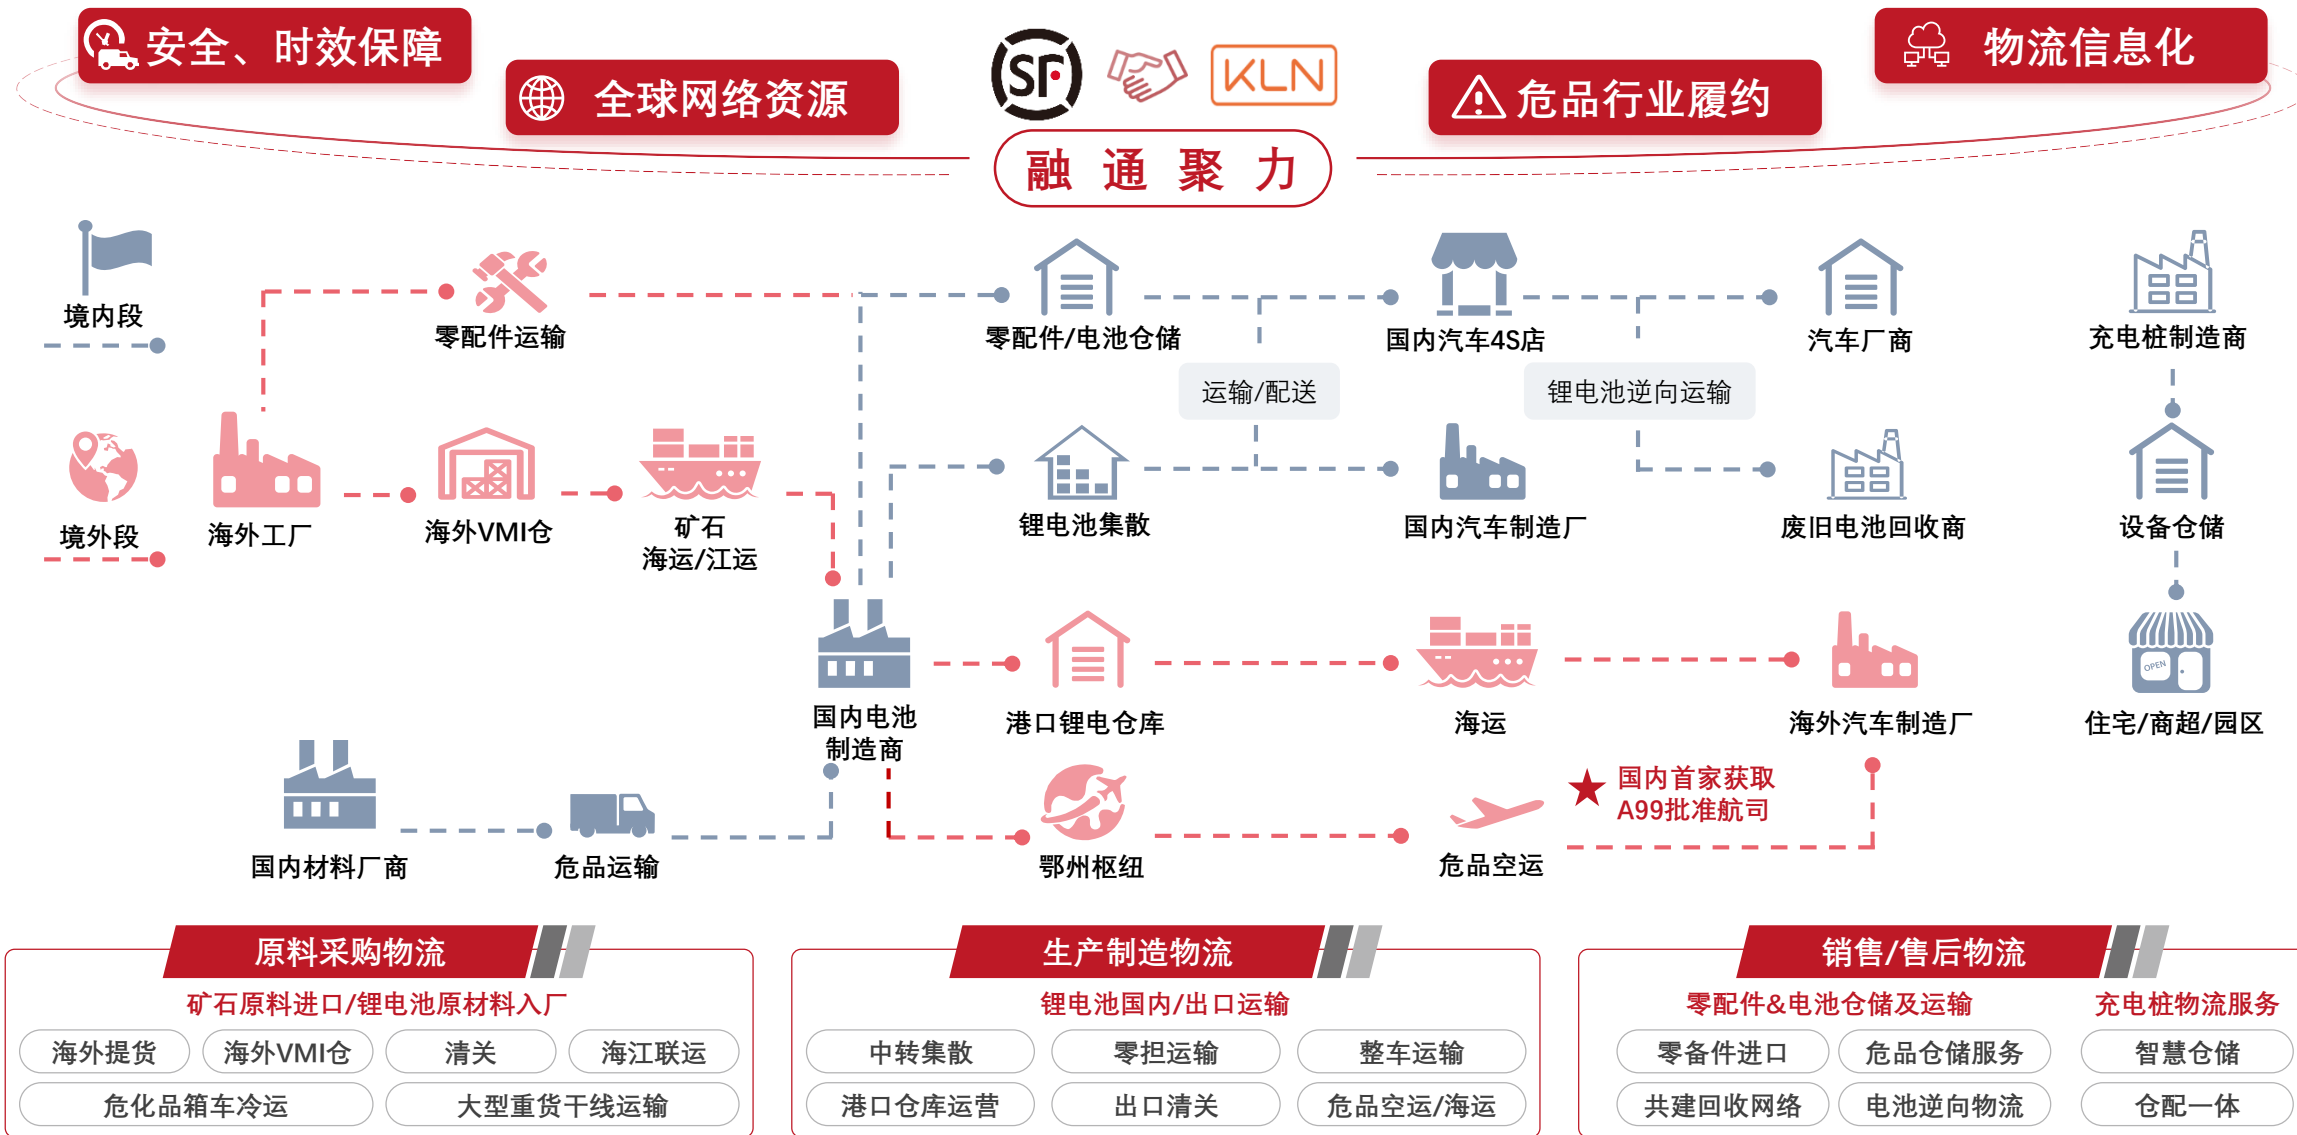 安全、时效保障
全球网络资源
SF
KLN
危品行业履约
物流信息化
融通聚力
境内段
零配件运输
零配件/电池仓储
国内汽车4S店
汽车厂商
充电桩制造商
运输/配送
锂电池逆向运输
境外段
海外工厂
海外VMI仓
矿石
海运/江运
锂电池集散
国内汽车制造厂
废旧电池回收商
设备仓储
OPEN
国内电池
制造商
港口锂电仓库
海运
海外汽车制造厂
住宅/商超/园区
国内首家获取
A99批准航司
国内材料厂商
危品运输
鄂州枢纽
危品空运
原料采购物流
矿石原料进口/锂电池原材料入厂
海外提货
海外VMI仓
清关
海江联运
危化品箱车冷运
大型重货干线运输
生产制造物流
锂电池国内/出口运输
中转集散
零担运输
整车运输
港口仓库运营
出口清关
危品空运/海运
销售/售后物流
零配件&电池仓储及运输
充电桩物流服务
零备件进口
危品仓储服务
智慧仓储
共建回收网络
电池逆向物流
仓配一体